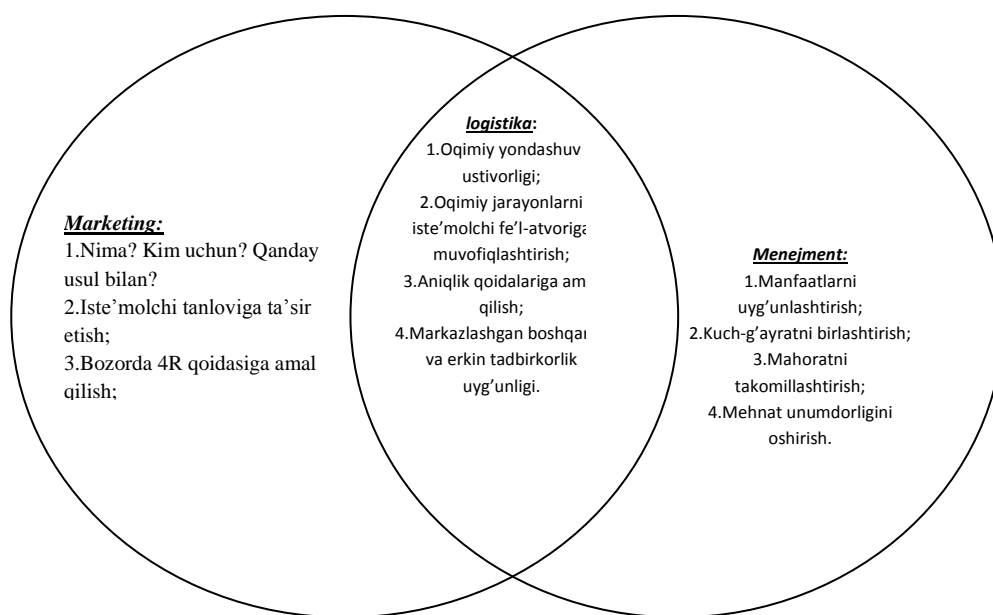 Marketing:
1.Nima? Kim uchun? Qanday
usul bilan?
2.Iste’molchi tanloviga ta’sir
etish;
3.Bozorda 4R qoidasiga amal
qilish;
logistika:
1.Oqimiy yondashuv
ustivorligi;
2.Oqimiy jarayonlarni
iste’molchi fe’l-atvoriga
muvofiqlashtirish;
3.Aniqlik qoidalariga am
qilish;
4.Markazlashgan boshqar
va erkin tadbirkorlik
uyg’unligi.
Menejment:
1.Manfaatlarni
uyg’unlashtirish;
2.Kuch-g’ayratni birlashtirish;
3.Mahoratni
takomillashtirish;
4.Mehnat unumdorligini
oshirish.